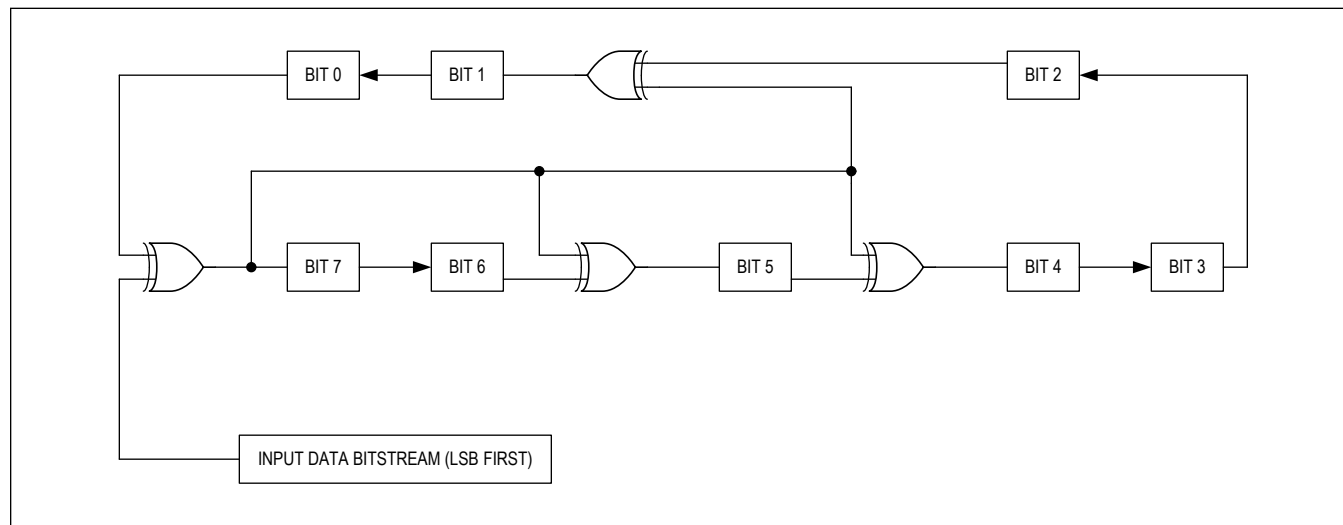 BIT 0
BIT 1
BIT 2
BIT 7
BIT 6
BIT 5
BIT 4
BIT 3
INPUT DATA BITSTREAM (LSB FIRST)